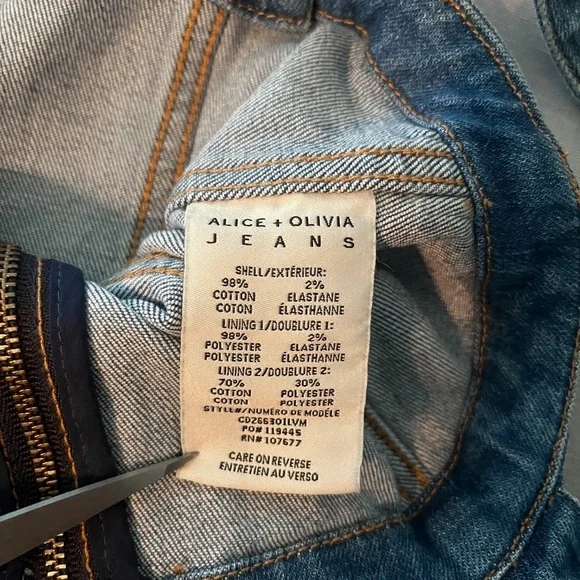 ALICE + OLIVIA
JEANS
SHELL/EXTÉRIEUR:
98% 2%
COTTON ELASTANE
COTON ÉLASTHANNE
LINING 1/DOUBLURE 1:
98% 2%
POLYESTER ELASTANE
POLYESTER ÉLASTHANNE
LINING 2/DOUBLURE 2:
70% 30%
COTTON POLYESTER
COTON POLYESTER
STYLE#/NUMÉRO DE MODÈLE
CD266301LVM
PO# 119445
RN# 107677
CARE ON REVERSE
ENTRETIEN AU VERSO